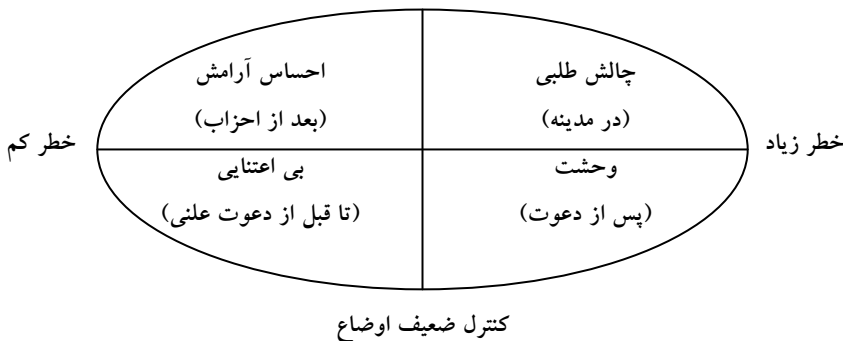 چالش طلبی
احساس آرامش
(در مدینه)
(بعد از احزاب)
خطر زیاد
خطر کم
وحشت
بی اعتنایی
(پس از دعوت)
(تا قبل از دعوت علنی)
کنترل ضعیف اوضاع